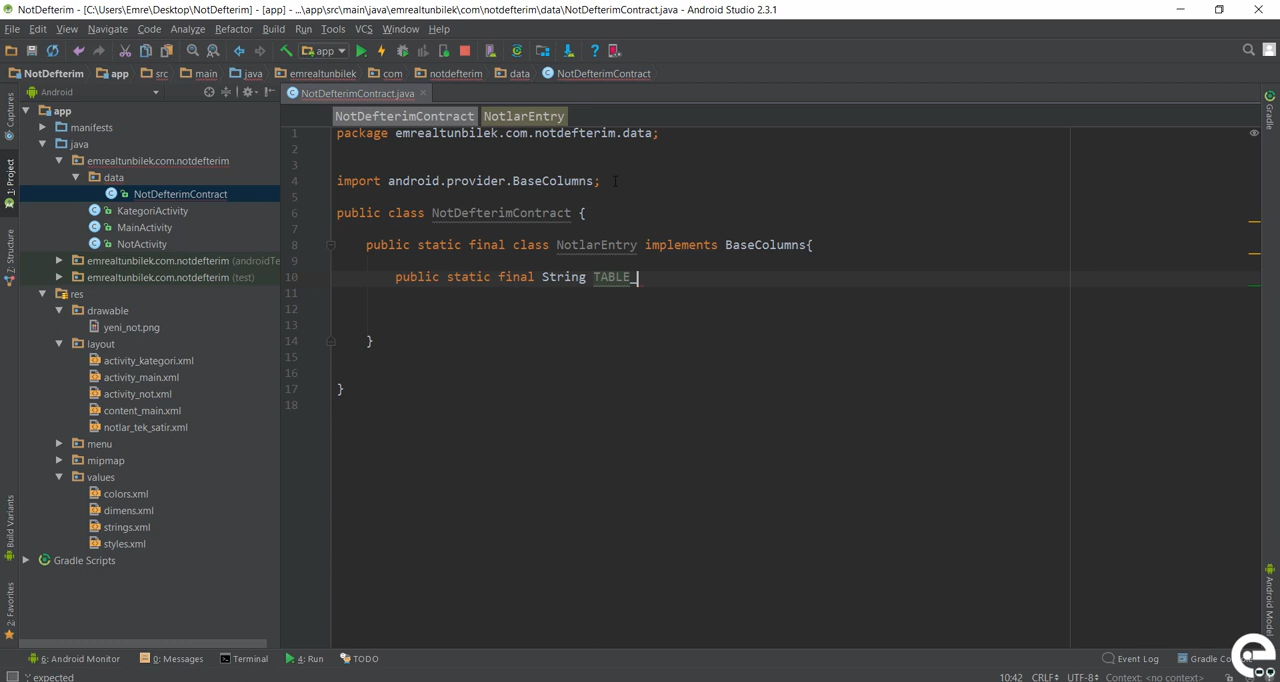 NotDefterim - [C:\Users\Emre\Desktop\NotDefterim] - [app] - ...\app\src\main\java\emrealtunbilek\com\notdefterim\data\NotDefterimContract.java - Android Studio 2.3.1
File Edit View Navigate Code Analyze Refactor Build Run Tools VCS Window Help
app
NotDefterim app src main java emrealtunbilek com notdefterim data NotDefterimContract
Android
NotDefterimContract.java
NotDefterimContract NotlarEntry
app
manifests
java
emrealtunbilek.com.notdefterim
data
NotDefterimContract
KategoriActivity
MainActivity
NotActivity
emrealtunbilek.com.notdefterim (androidTe
emrealtunbilek.com.notdefterim (test)
res
drawable
yeni_not.png
layout
activity_kategori.xml
activity_main.xml
activity_not.xml
content_main.xml
notlar_tek_satir.xml
menu
mipmap
values
colors.xml
dimens.xml
strings.xml
styles.xml
Gradle Scripts
1 package emrealtunbilek.com.notdefterim.data;
2
3
4 import android.provider.BaseColumns;
5
6 public class NotDefterimContract {
7
8 public static final class NotlarEntry implements BaseColumns{
9
10 public static final String TABLE_
11
12
13
14 }
15
16
17 }
18
Captures
1: Project
7: Structure
Build Variants
2: Favorites
Gradle
Android Model
6: Android Monitor 0: Messages Terminal 4: Run TODO Event Log Gradle
';' expected 10:42 CRLF UTF-8 Context: <no context>